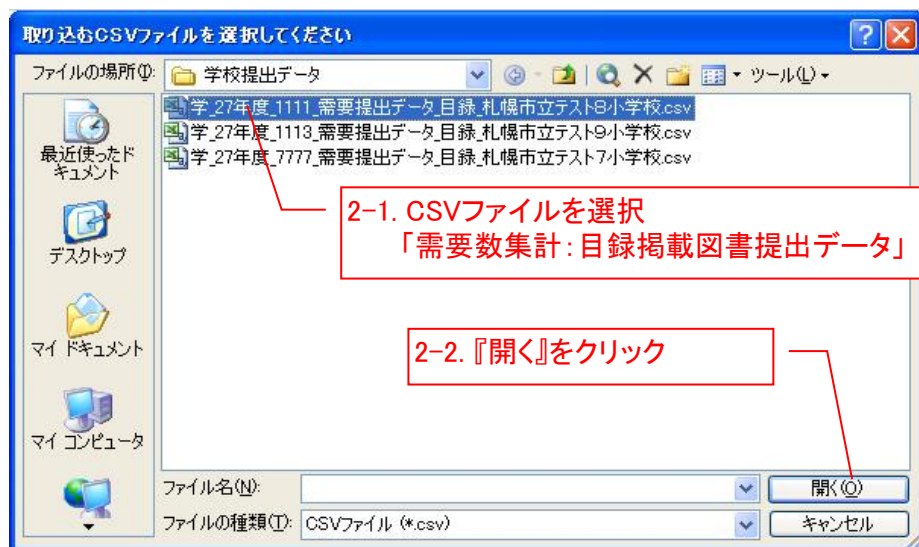 取り込むCSVファイルを選択してください
ファイルの場所(I):
学校提出データ
ツール(L)
学_27年度_1111_需要提出データ_目録_札幌市立テスト8小学校.csv
学_27年度_1113_需要提出データ_目録_札幌市立テスト9小学校.csv
学_27年度_7777_需要提出データ_目録_札幌市立テスト7小学校.csv
最近使ったド
キュメント
デスクトップ
マイ ドキュメント
マイ コンピュータ
2-1. CSVファイルを選択
「需要数集計:目録掲載図書提出データ」
2-2.『開く』をクリック
ファイル名(N):
開く(O)
ファイルの種類(T):
CSVファイル (*.csv)
キャンセル